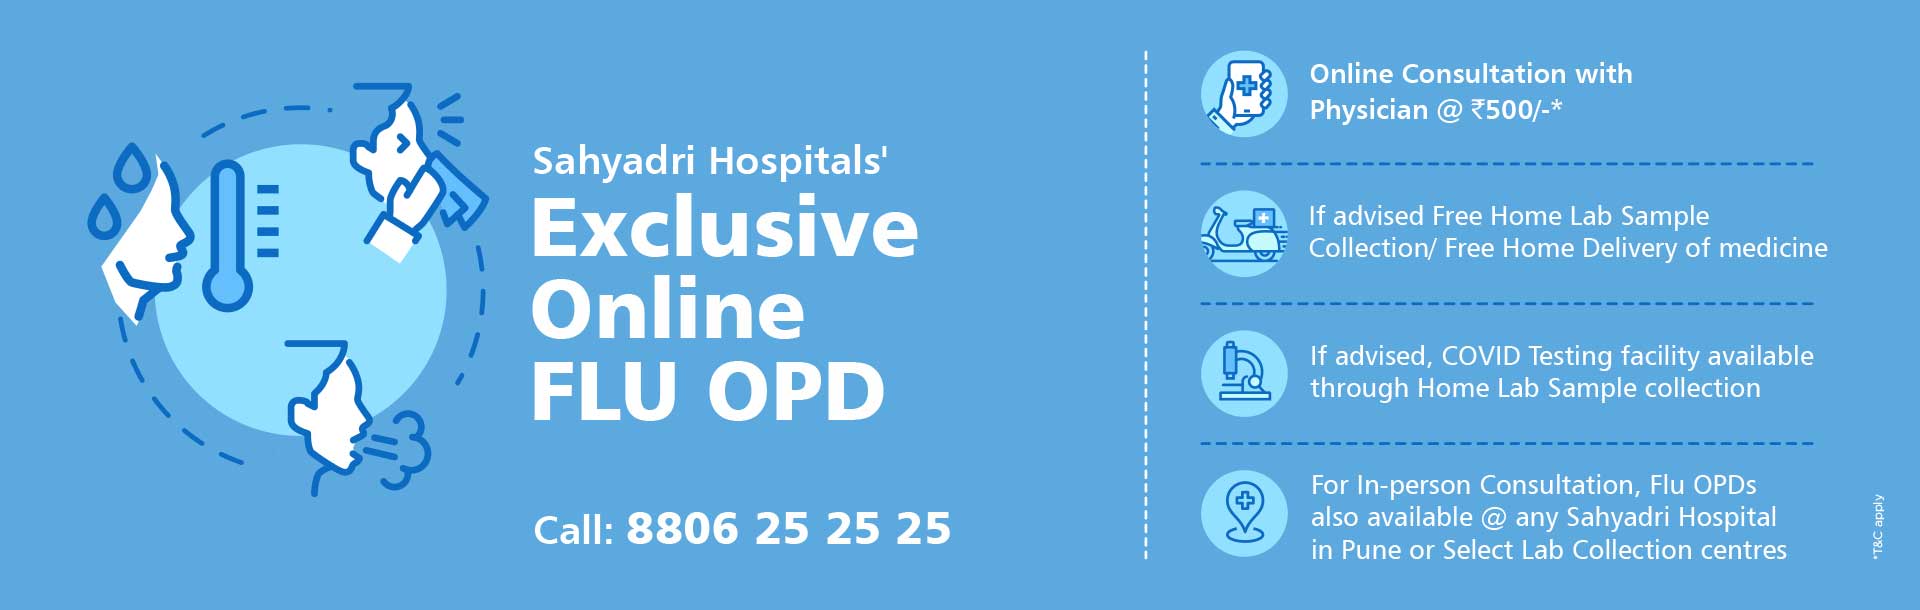 Sahyadri Hospitals'
Exclusive
Online
FLU OPD
Call: 8806 25 25 25
Online Consultation with
Physician @ ₹500/-*
If advised Free Home Lab Sample
Collection/ Free Home Delivery of medicine
If advised, COVID Testing facility available
through Home Lab Sample collection
For In-person Consultation, Flu OPDs
also available @ any Sahyadri Hospital
in Pune or Select Lab Collection centres
*T&C apply